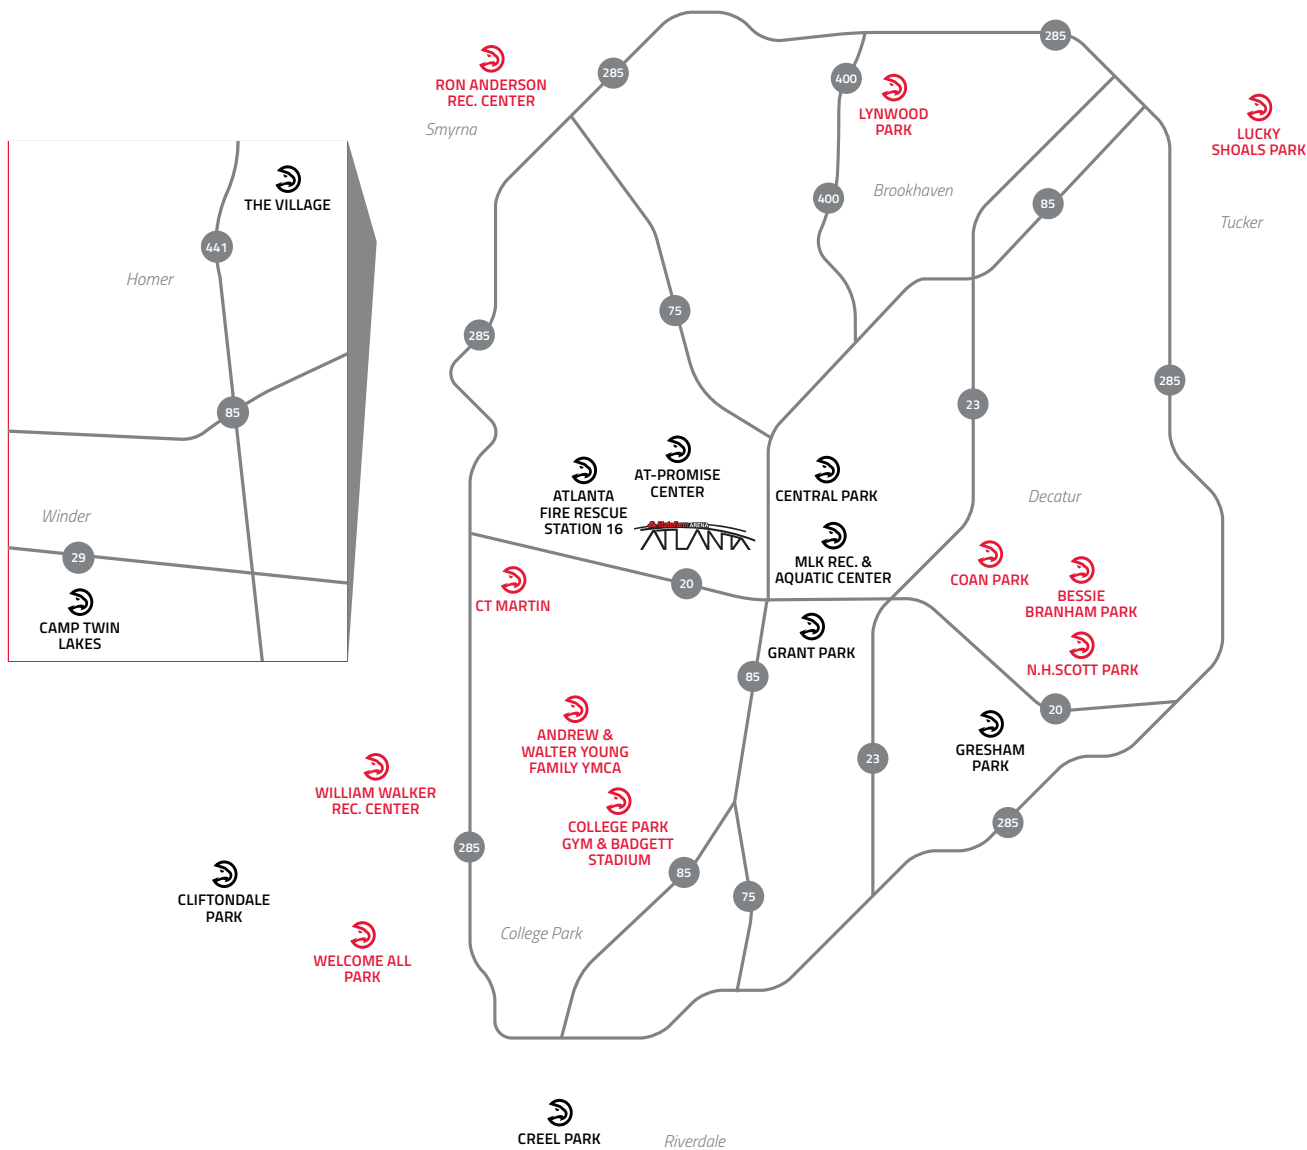 285
285
RON ANDERSON
REC. CENTER
400
LYNWOOD
PARK
LUCKY
SHOALS PARK
Smyrna
THE VILLAGE
Brookhaven
400
85
Tucker
441
Homer
75
285
285
85
23
AT-PROMISE
CENTER
ATLANTA
FIRE RESCUE
STATION 16
CENTRAL PARK
Decatur
Winder
ARENA
ATLANTA
29
MLK REC. &
AQUATIC CENTER
COAN PARK
20
CT MARTIN
BESSIE
BRANHAM PARK
CAMP TWIN
LAKES
GRANT PARK
N.H.SCOTT PARK
85
20
ANDREW &
WALTER YOUNG
FAMILY YMCA
GRESHAM
PARK
23
WILLIAM WALKER
REC. CENTER
COLLEGE PARK
GYM & BADGETT
STADIUM
285
285
85
75
CLIFTONDALE
PARK
College Park
WELCOME ALL
PARK
CREEL PARK
Riverdale